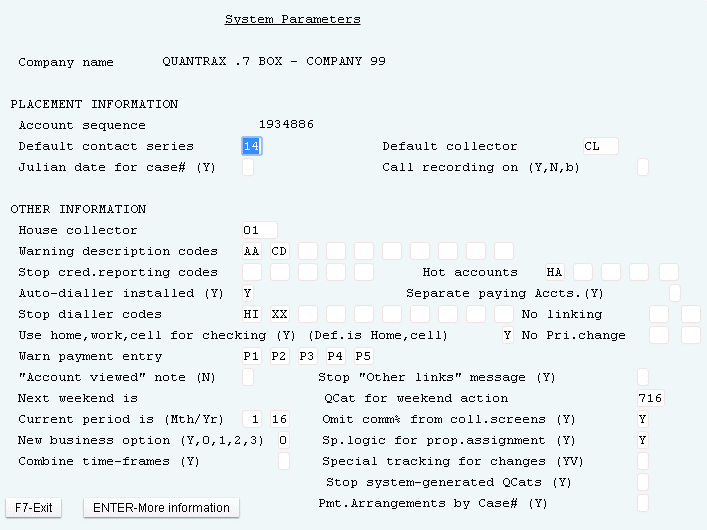 System Parameters
Company name QUANTRAX .7 BOX - COMPANY 99
PLACEMENT INFORMATION
Account sequence 1934886
Default contact series 14 Default collector CL
Julian date for case# (Y) Call recording on (Y,N,b)
OTHER INFORMATION
House collector 01
Warning description codes AA CD
Stop cred.reporting codes Hot accounts HA
Auto-dialler installed (Y) Y Separate paying Accts.(Y)
Stop dialler codes HI XX No linking
Use home,work,cell for checking (Y) (Def.is Home,cell) Y No Pri.change
Warn payment entry P1 P2 P3 P4 P5
"Account viewed" note (N) Stop "Other links" message (Y)
Next weekend is QCat for weekend action 716
Current period is (Mth/Yr) 1 16 Omit comm% from coll.screens (Y) Y
New business option (Y,0,1,2,3) 0 Sp.logic for prop.assignment (Y) Y
Combine time-frames (Y) Special tracking for changes (YV)
Stop system-generated QCats (Y)
F7-Exit ENTER-More information Pmt.Arrangements by Case# (Y)